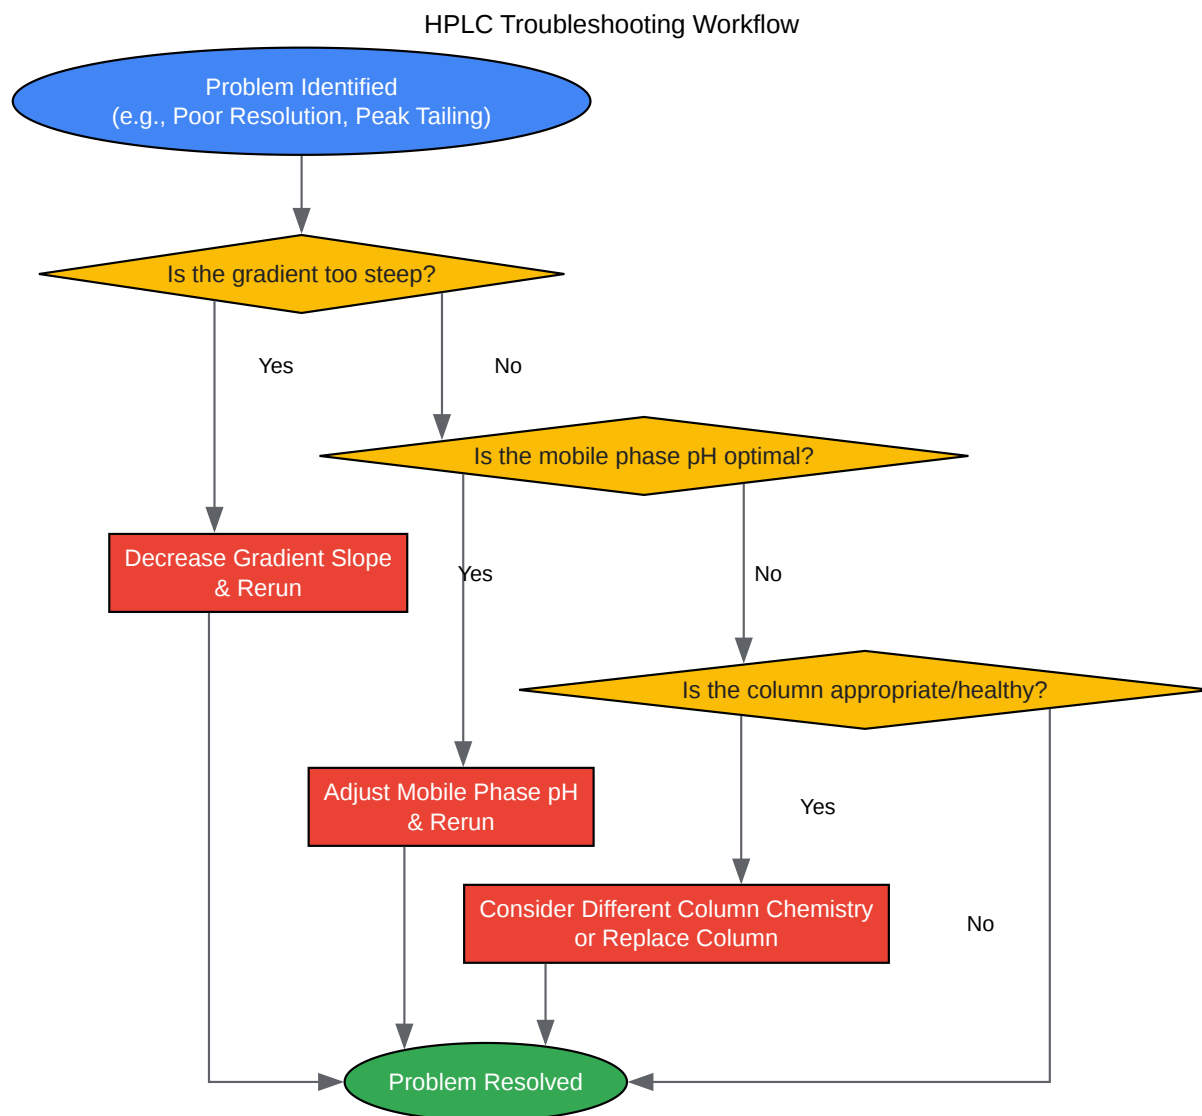 HPLC Troubleshooting Workflow
Problem Identified
(e.g., Poor Resolution, Peak Tailing)
Is the gradient too steep?
Yes
No
Is the mobile phase pH optimal?
Decrease Gradient Slope
& Rerun
Yes
No
Is the column appropriate/healthy?
Adjust Mobile Phase pH
& Rerun
Yes
Consider Different Column Chemistry
or Replace Column
No
Problem Resolved